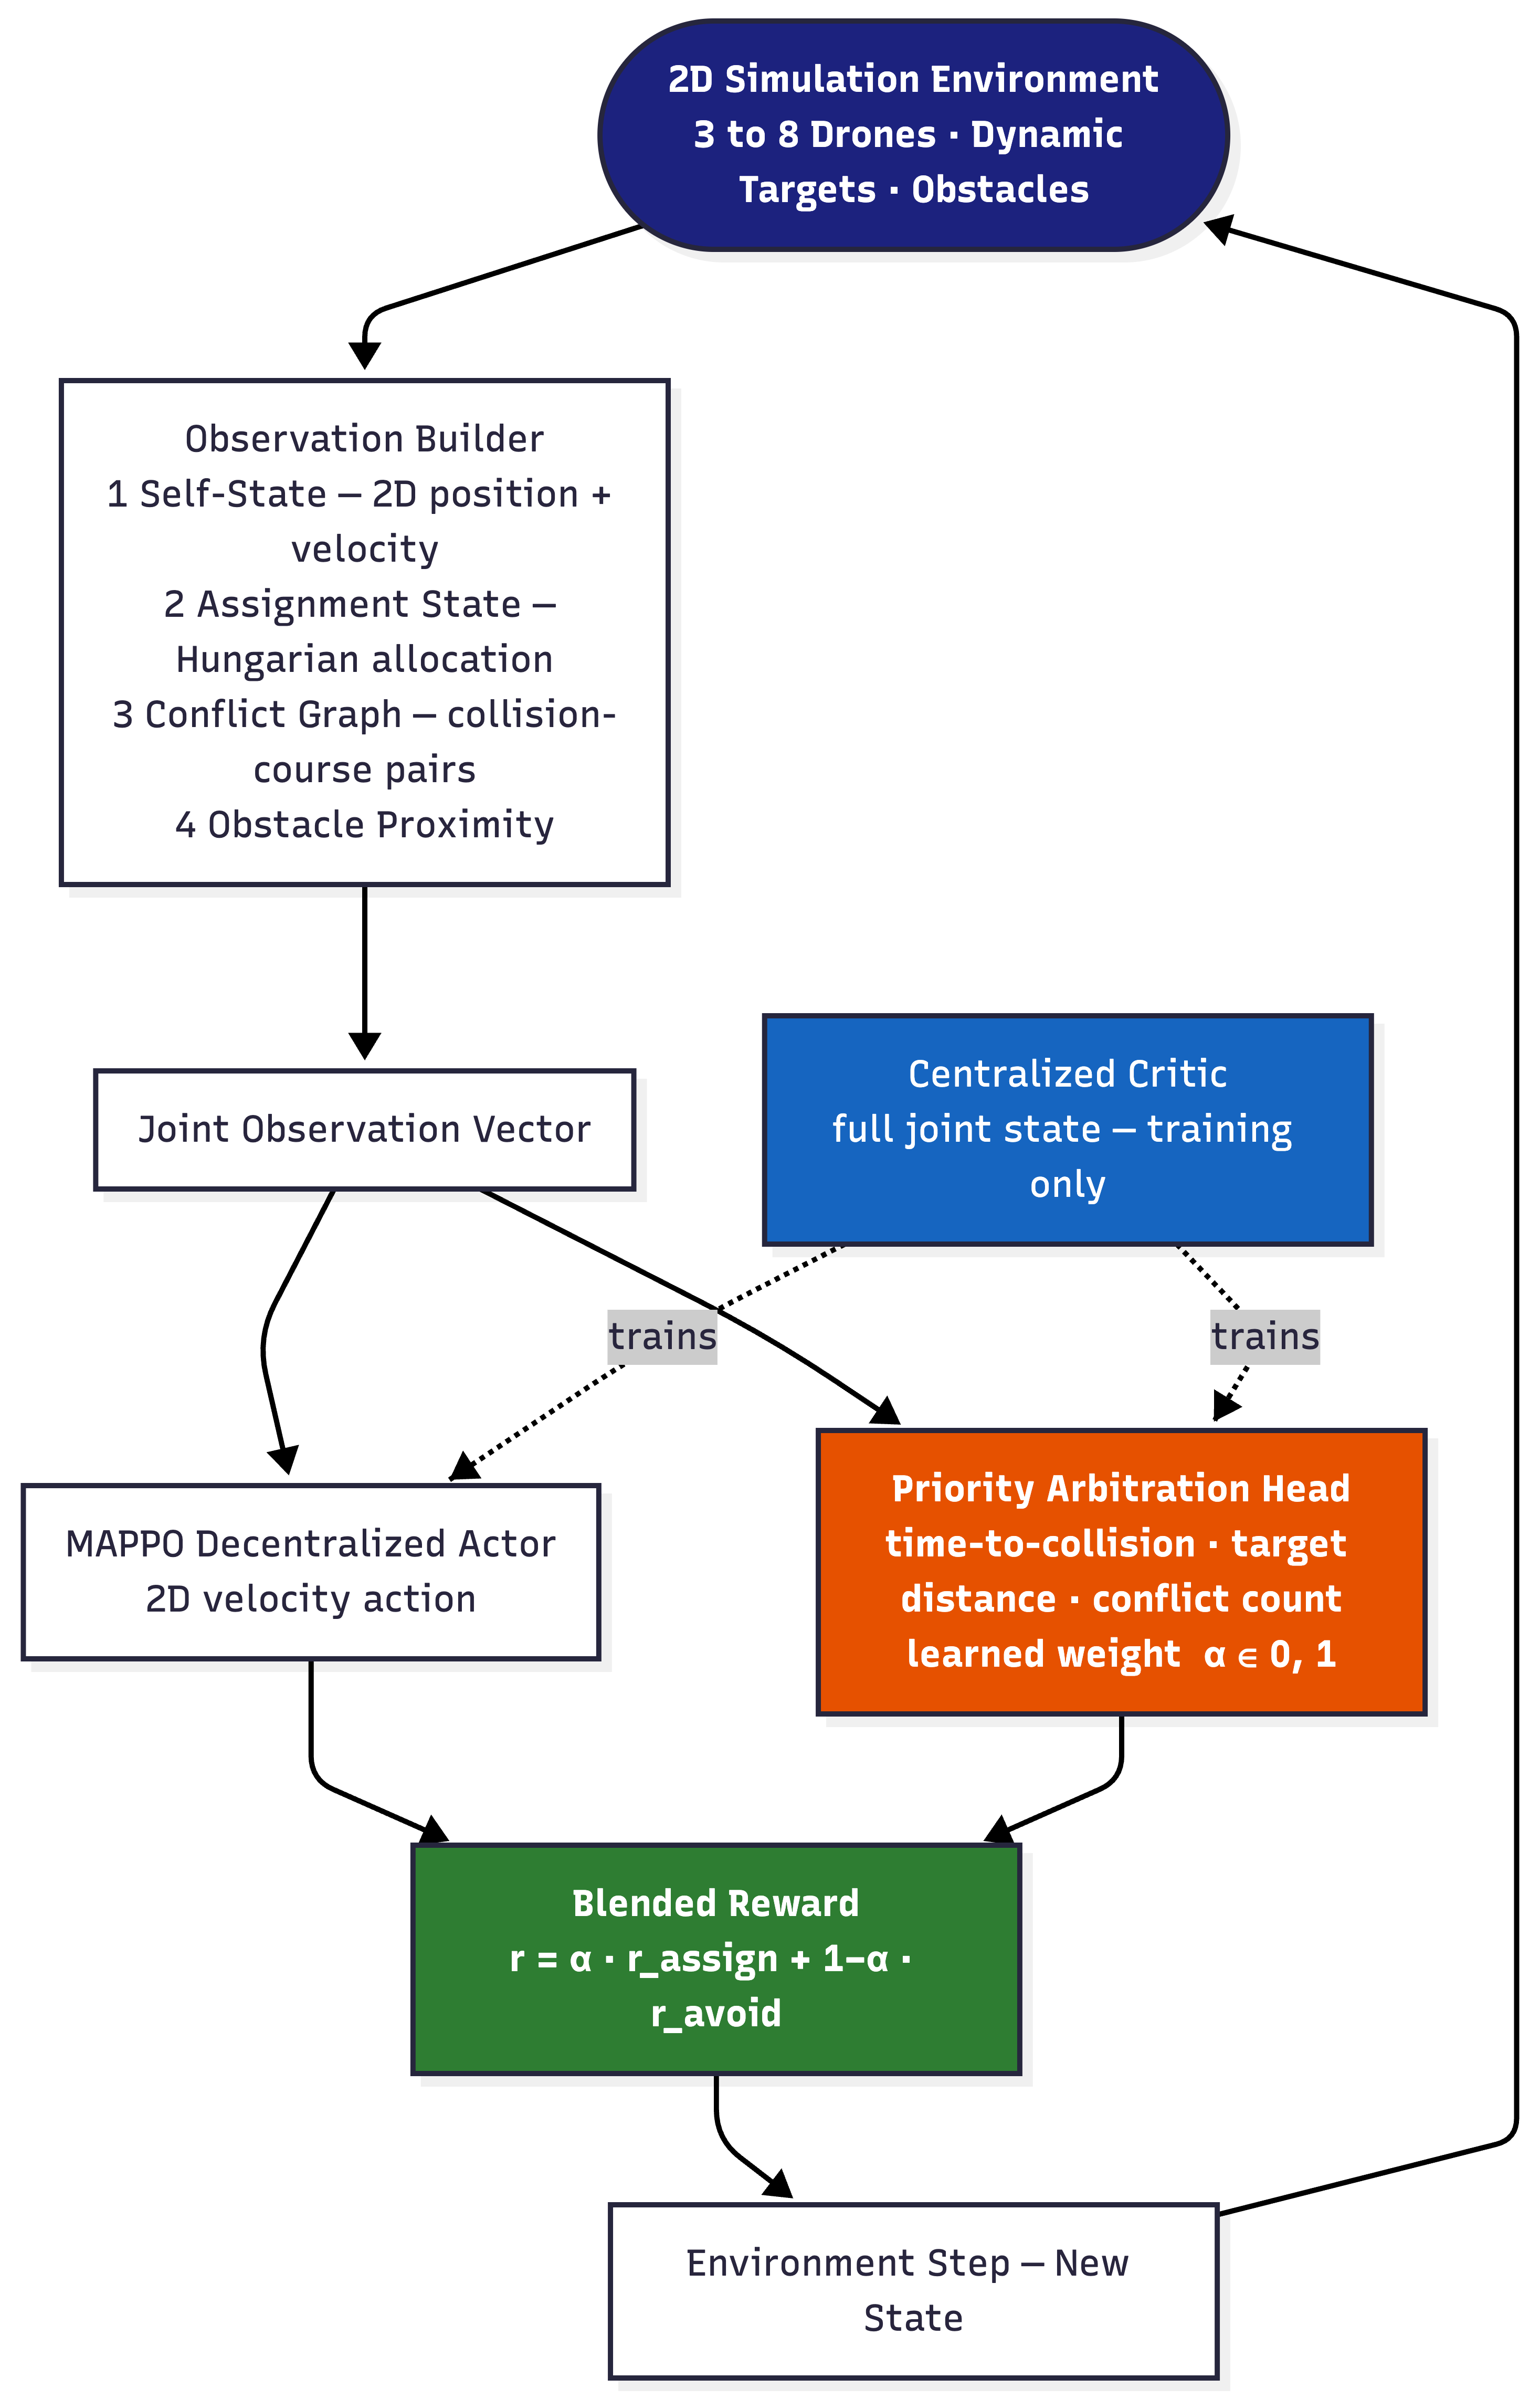 2D Simulation Environment
3 to 8 Drones · Dynamic
Targets · Obstacles
Observation Builder
1 Self-State — 2D position +
velocity
2 Assignment State —
Hungarian allocation
3 Conflict Graph — collision-
course pairs
4 Obstacle Proximity
Joint Observation Vector
Centralized Critic
full joint state — training
only
trains
trains
MAPPO Decentralized Actor
2D velocity action
Priority Arbitration Head
time-to-collision · target
distance · conflict count
learned weight α ∈ 0, 1
Blended Reward
r = α · r_assign + 1−α ·
r_avoid
Environment Step — New
State